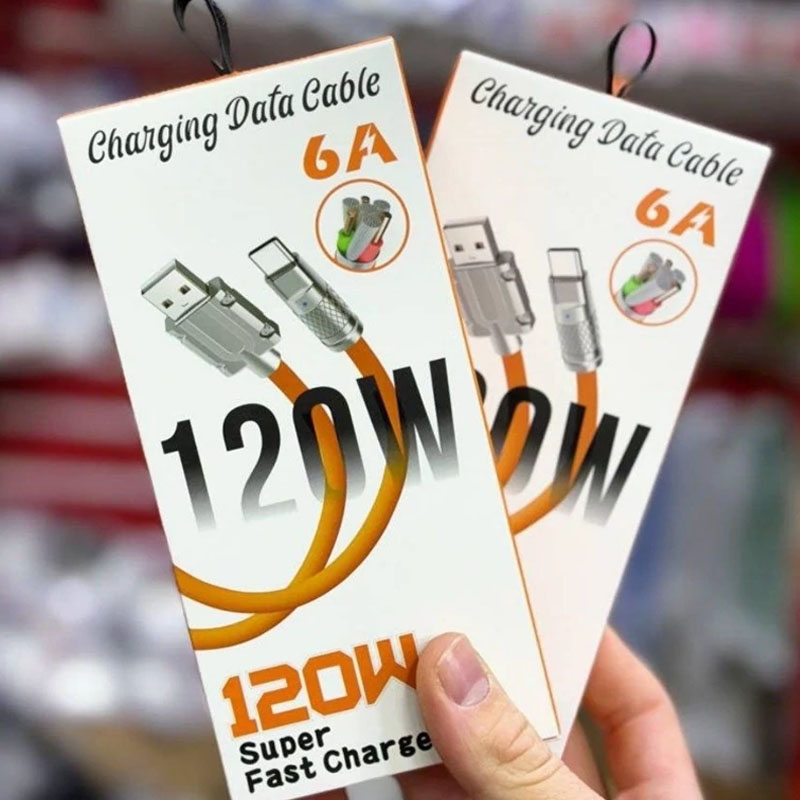 Charging Data Cable
6A
120W
120W
Super
Fast Charge
Charging Data Cable
6A
0W